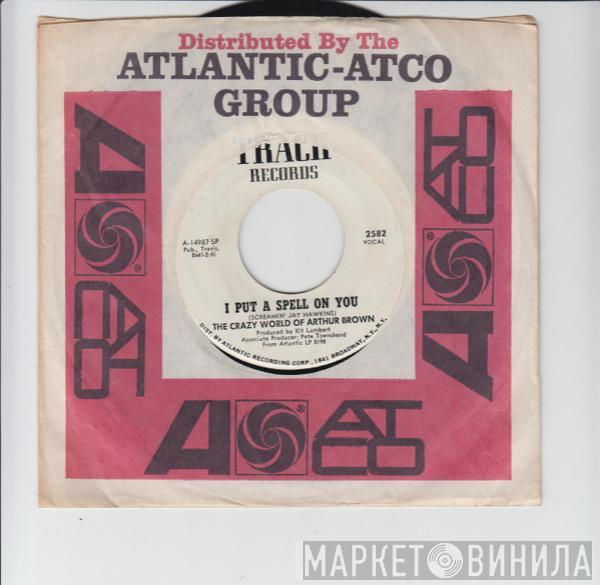 Distributed By The
ATLANTIC-ATCO
GROUP
TRACK
RECORDS
A-14987-SP
Pub., Travis,
BMI-3:41
2582
VOCAL
I PUT A SPELL ON YOU
(SCREAMIN' JAY HAWKINS)
THE CRAZY WORLD OF ARTHUR BROWN
Produced by Kit Lambert
Associate Producer: Pete Townshend
From Atlantic LP 8198
DIST. BY ATLANTIC RECORDING CORP., 1841 BROADWAY, N.Y., N.Y.
A
ATCO
ATCO
A
A
ATCO
МАРКЕТ ВИНИЛА